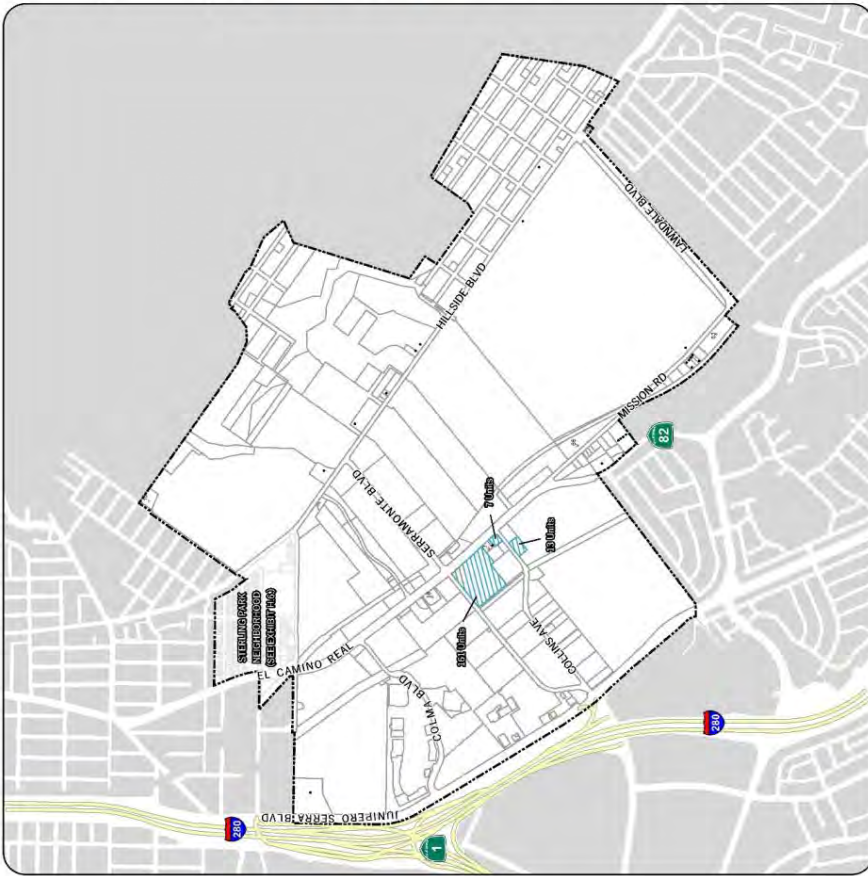 STERLING PARK
NEIGHBORHOOD
EL CAMINO REAL
HILLSIDE BLVD
LAWNDALE BLVD
SERRAMONTE BLVD
MISSION RD
82
7 Units
13 Units
COLLINS AVE
COLMA BLVD
JUNIPERO SERRA BLVD
280
280
1